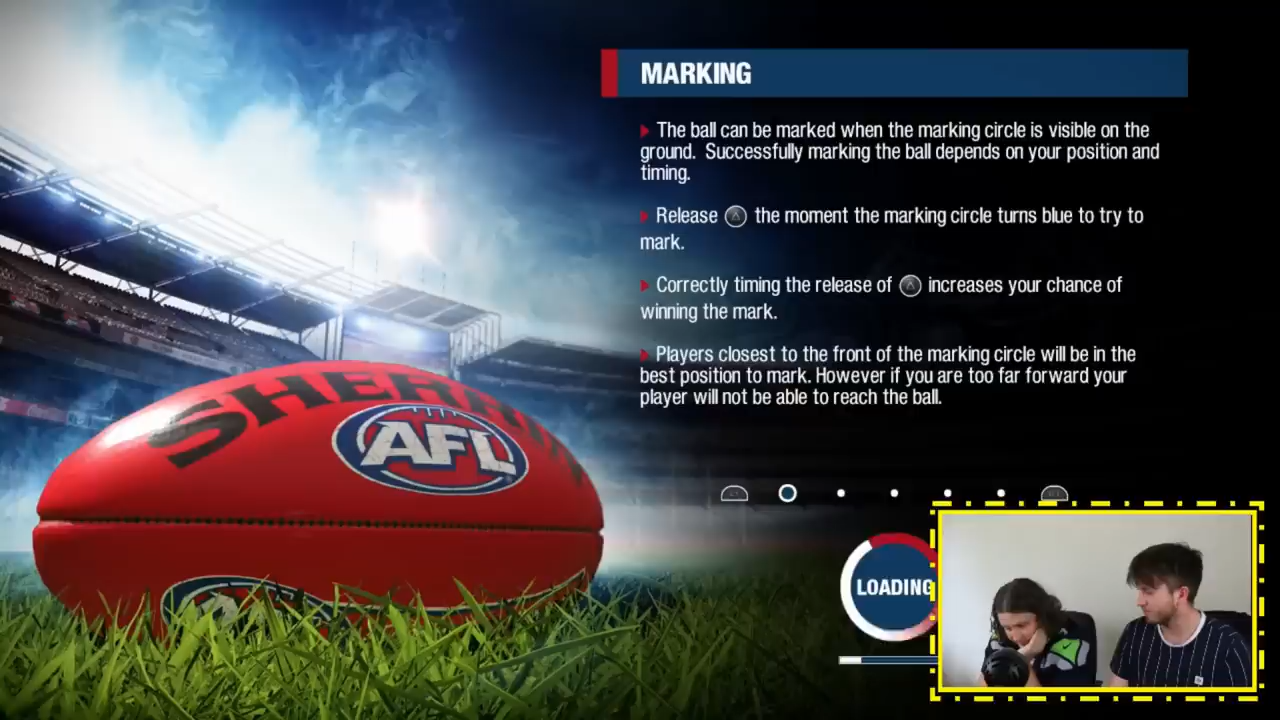 MARKING
The ball can be marked when the marking circle is visible on the
ground. Successfully marking the ball depends on your position and
timing.
Release the moment the marking circle turns blue to try to
mark.
Correctly timing the release of increases your chance of
winning the mark.
Players closest to the front of the marking circle will be in the
best position to mark. However if you are too far forward your
player will not be able to reach the ball.
AFL
LOADING